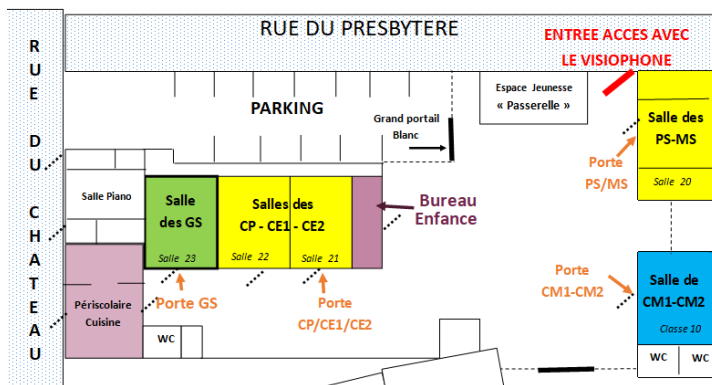 RUE DU PRESBYTERE
ENTREE ACCES AVEC
LE VISIOPHONE
RUE DU CHATEAU
PARKING
Espace Jeunesse
« Passerelle »
Grand portail
Blanc
Salle des
PS-MS
Salle 20
Porte
PS/MS
Salle Piano
Salle
des GS
Salle 23
Salles des
CP - CE1 - CE2
Salle 22
Salle 21
Bureau
Enfance
Porte GS
Porte
CP/CE1/CE2
Périscolaire
Cuisine
WC
Porte
CM1-CM2
Salle de
CM1-CM2
Classe 10
WC
WC